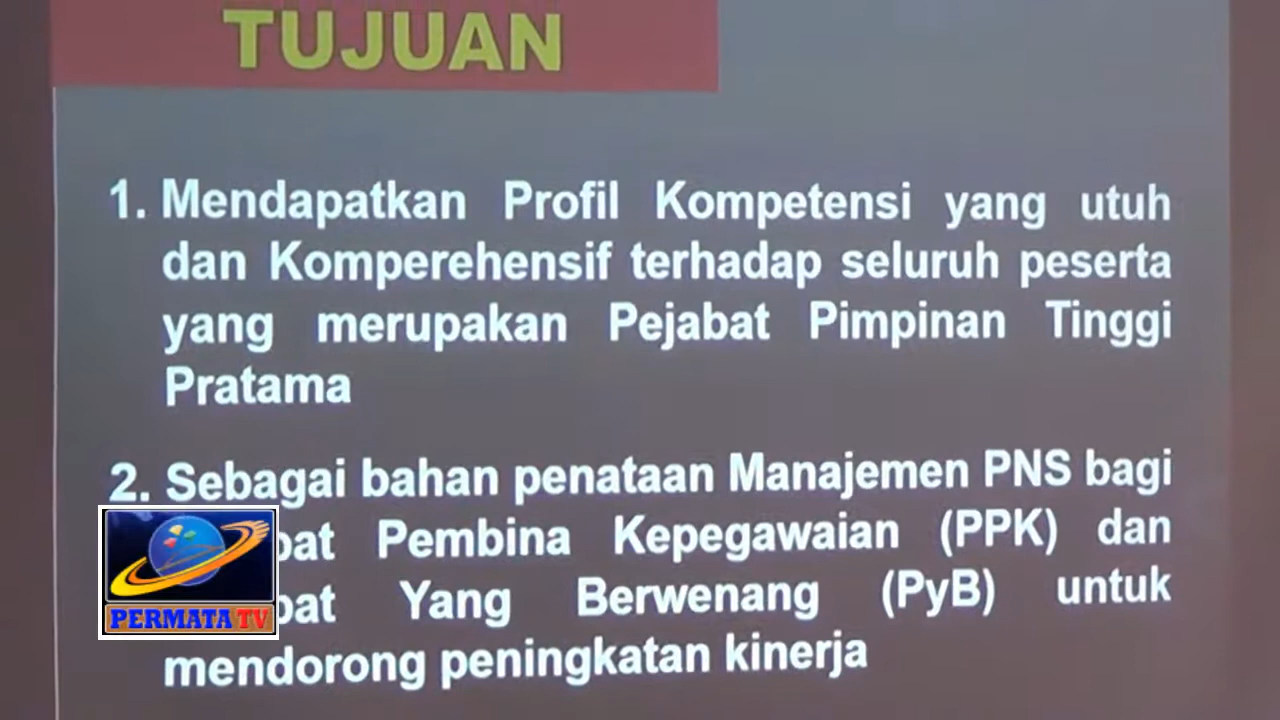 TUJUAN
1. Mendapatkan Profil Kompetensi yang utuh
dan Komperehensif terhadap seluruh peserta
yang merupakan Pejabat Pimpinan Tinggi
Pratama
2. Sebagai bahan penataan Manajemen PNS bagi
bat Pembina Kepegawaian (PPK) dan
bat Yang Berwenang (PyB) untuk
mendorong peningkatan kinerja
PERMATA TV